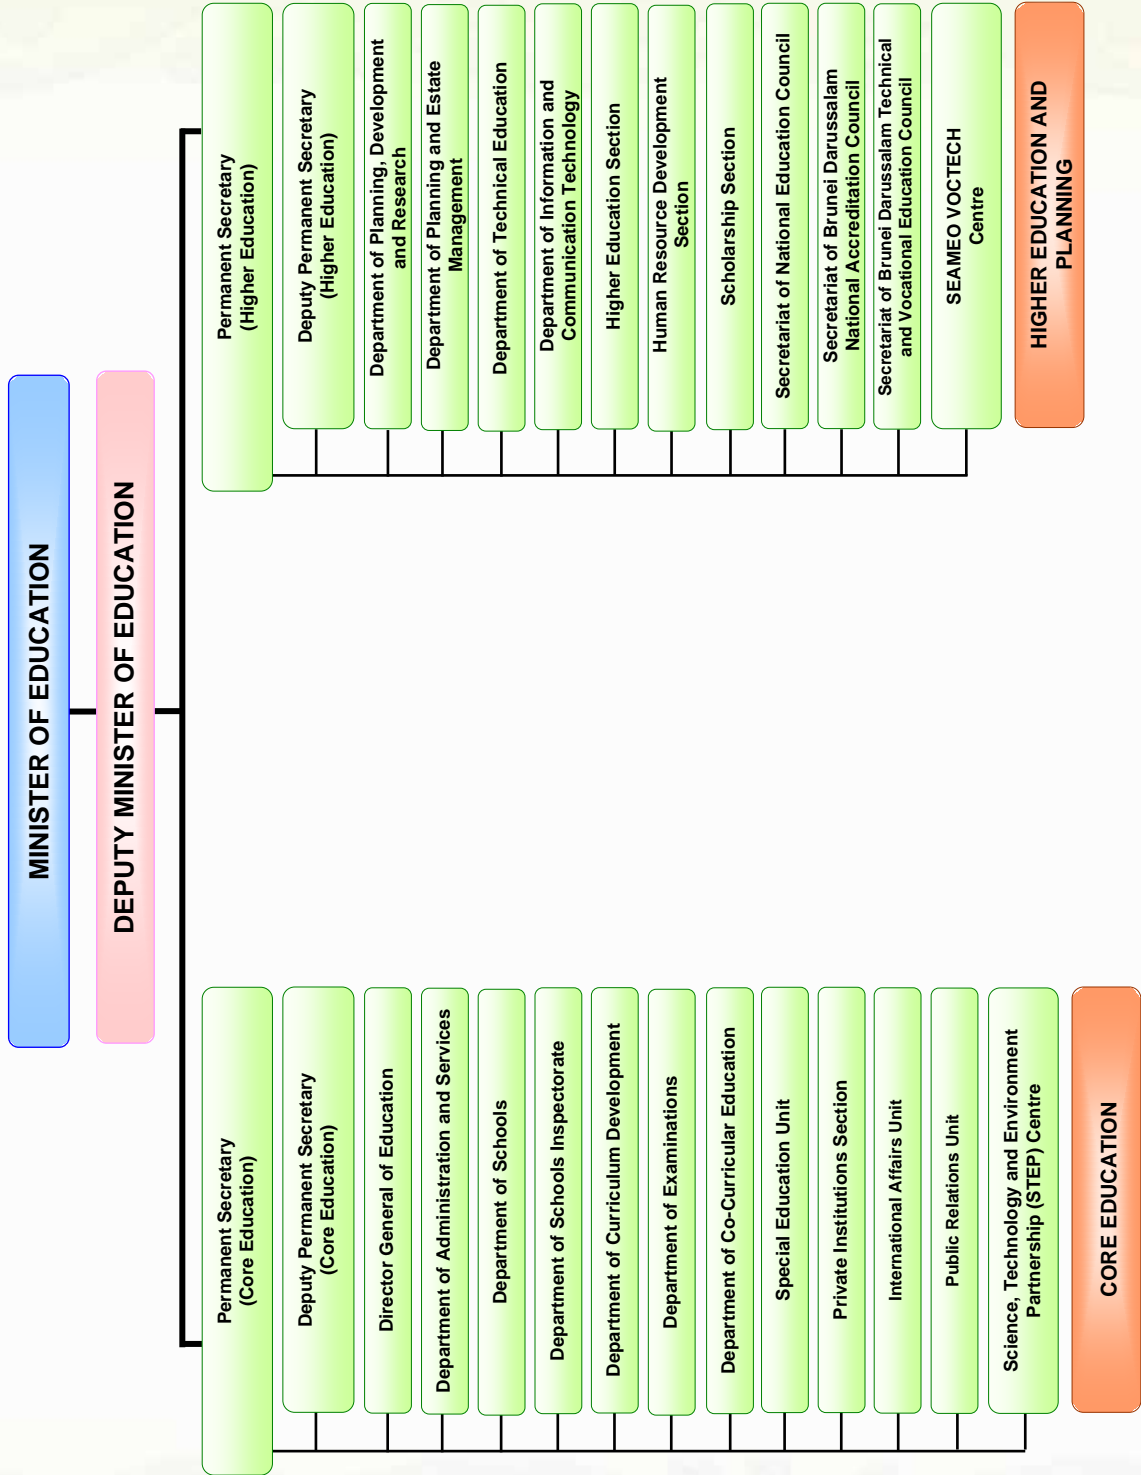 MINISTER OF EDUCATION
DEPUTY MINISTER OF EDUCATION
Permanent Secretary
(Core Education)
Deputy Permanent Secretary
(Core Education)
Director General of Education
Department of Administration and Services
Department of Schools
Department of Schools Inspectorate
Department of Curriculum Development
Department of Examinations
Department of Co-Curricular Education
Special Education Unit
Private Institutions Section
International Affairs Unit
Public Relations Unit
Science, Technology and Environment
Partnership (STEP) Centre
CORE EDUCATION
Permanent Secretary
(Higher Education)
Deputy Permanent Secretary
(Higher Education)
Department of Planning, Development
and Research
Department of Planning and Estate
Management
Department of Technical Education
Department of Information and
Communication Technology
Higher Education Section
Human Resource Development
Section
Scholarship Section
Secretariat of National Education Council
Secretariat of Brunei Darussalam
National Accreditation Council
Secretariat of Brunei Darussalam Technical
and Vocational Education Council
SEAMEO VOCTECH
Centre
HIGHER EDUCATION AND
PLANNING